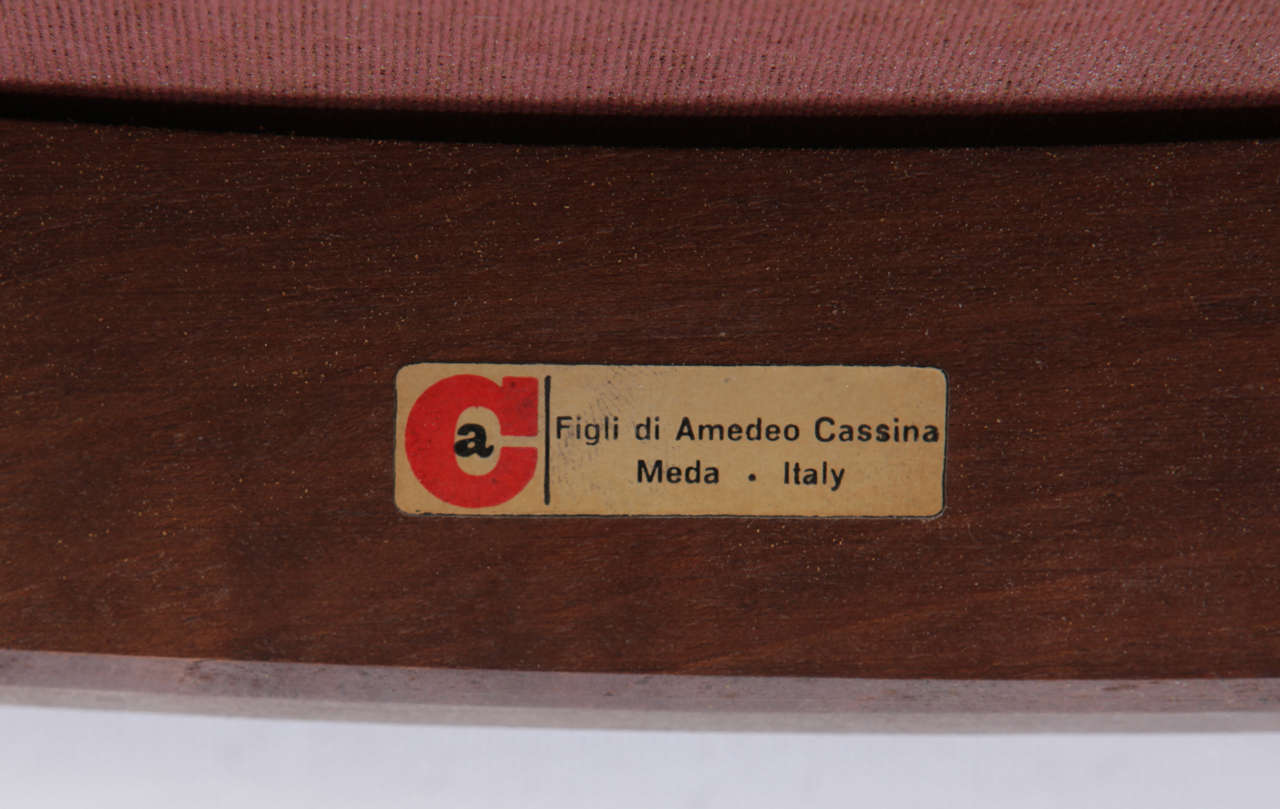 Ca
Figli di Amedeo Cassina
Meda . Italy